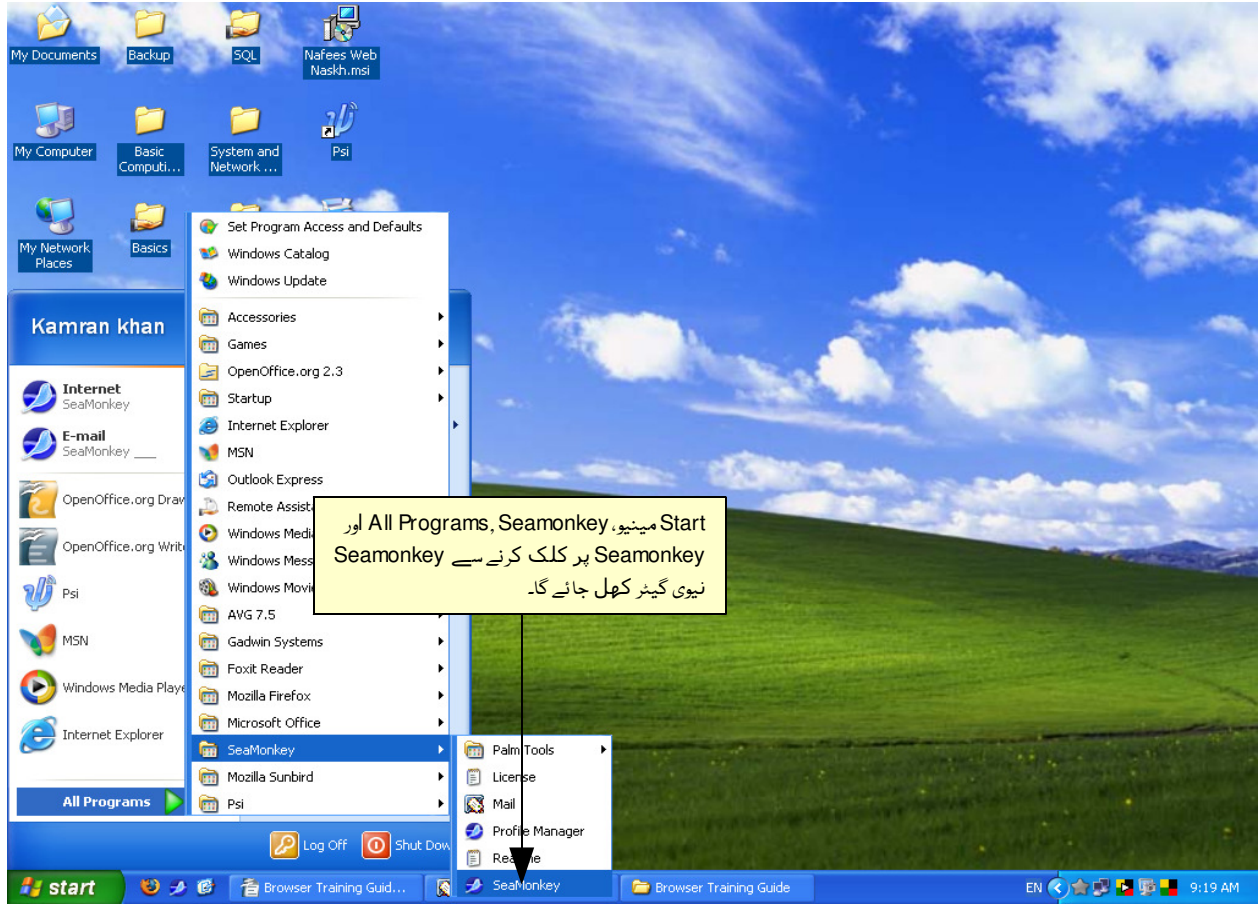 My Documents
Backup
SQL
Nafees Web
Naskh.msi
My Computer
Basic
Computi...
System and
Network ...
Psi
My Network
Places
Basics
Set Program Access and Defaults
Windows Catalog
Windows Update
Accessories
Games
OpenOffice.org 2.3
Startup
Internet Explorer
MSN
Outlook Express
Remote Assist
Windows Medi
Windows Mess
Windows Movi
AVG 7.5
Gadwin Systems
Foxit Reader
Mozilla Firefox
Microsoft Office
SeaMonkey
Mozilla Sunbird
Psi
Kamran khan
Internet
SeaMonkey
E-mail
SeaMonkey
OpenOffice.org Draw
OpenOffice.org Write
Psi
MSN
Windows Media Playe
Internet Explorer
All Programs
Log Off
Shut Dow
Start مینیو، All Programs, Seamonkey اور
Seamonkey پر کلک کرنے سے Seamonkey
نیوی گیٹر کھل جائے گا۔
Palm Tools
License
Mail
Profile Manager
Readme
SeaMonkey
start
Browser Training Guid...
Browser Training Guide
EN
9:19 AM